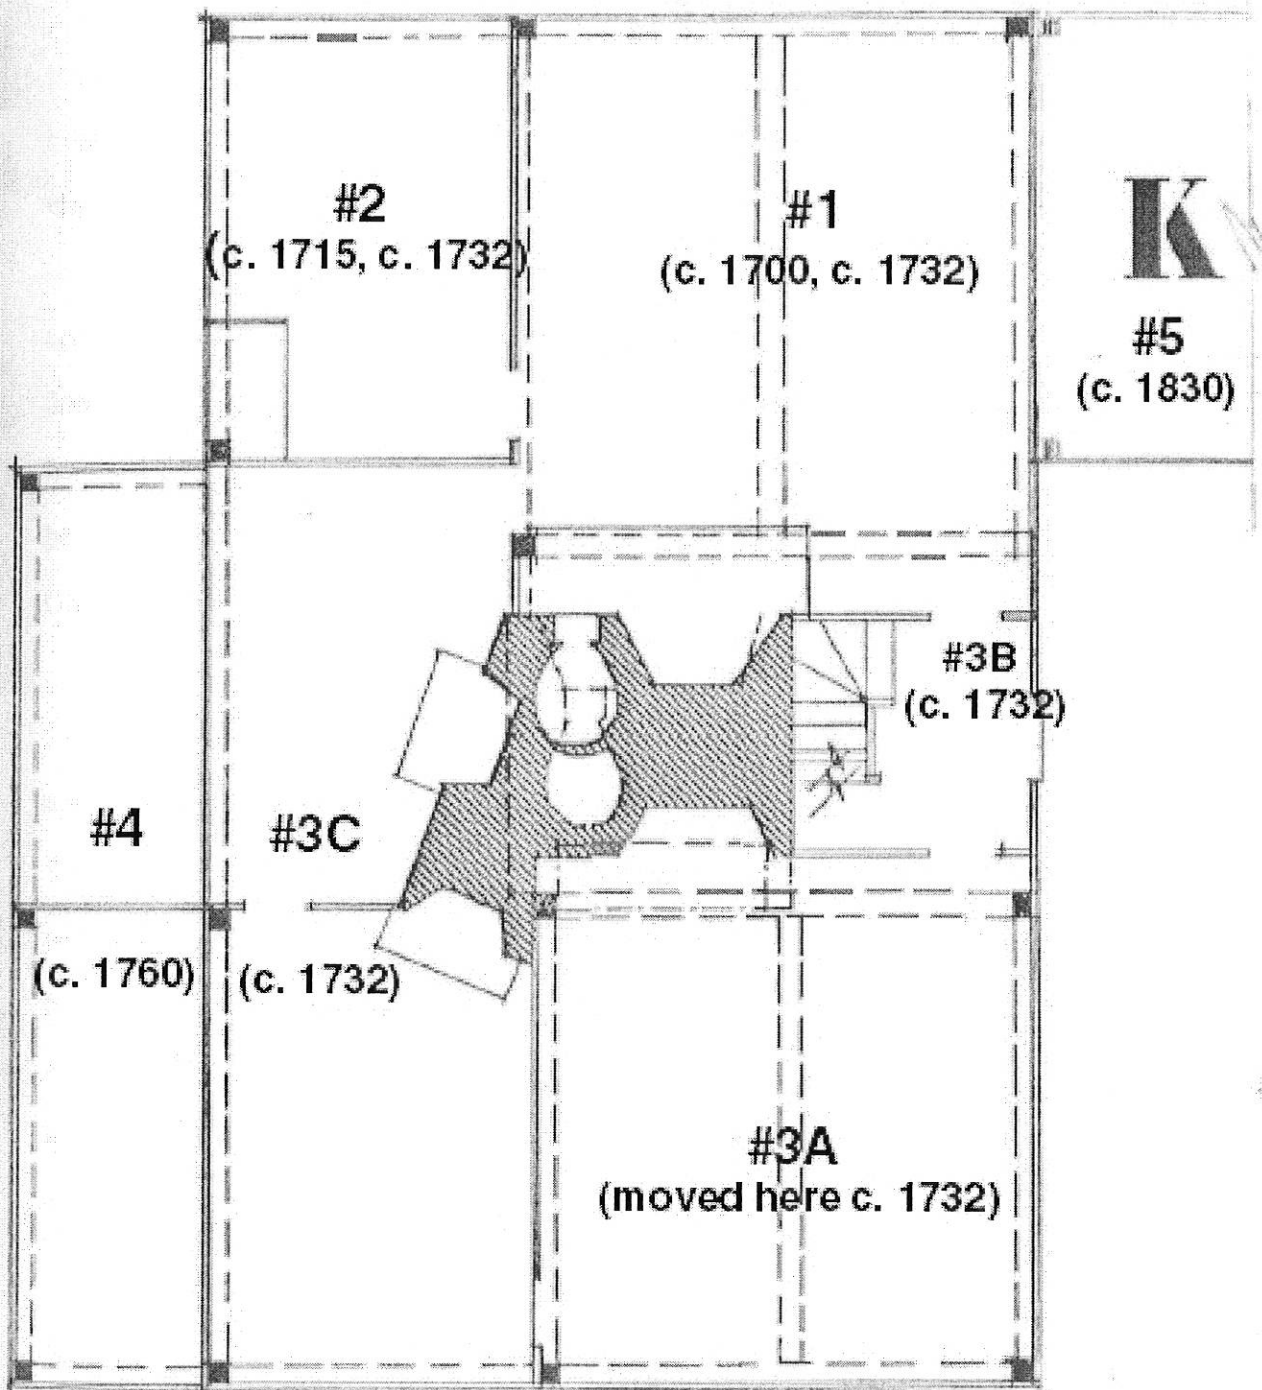 #2
(c. 1715, c. 1732)
#1
(c. 1700, c. 1732)
K
#5
(c. 1830)
#3B
(c. 1732)
#4
(c. 1760)
#3C
(c. 1732)
#3A
(moved here c. 1732)